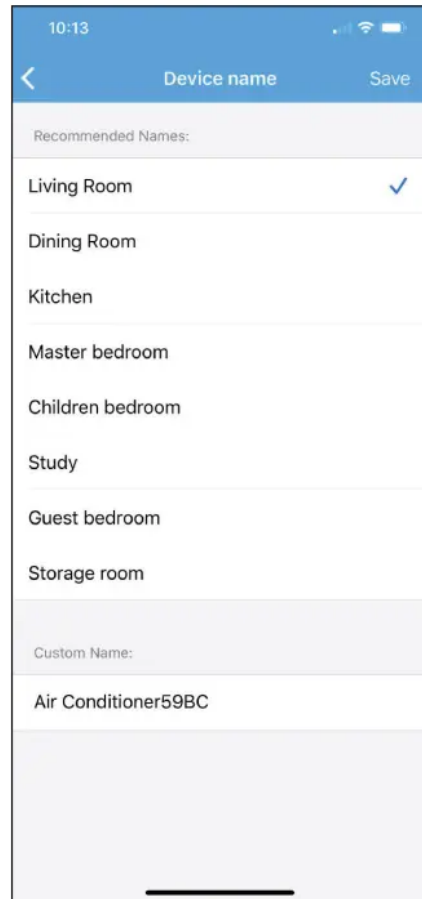 10:13
Device name
Save
Recommended Names:
Living Room
Dining Room
Kitchen
Master bedroom
Children bedroom
Study
Guest bedroom
Storage room
Custom Name:
Air Conditioner59BC